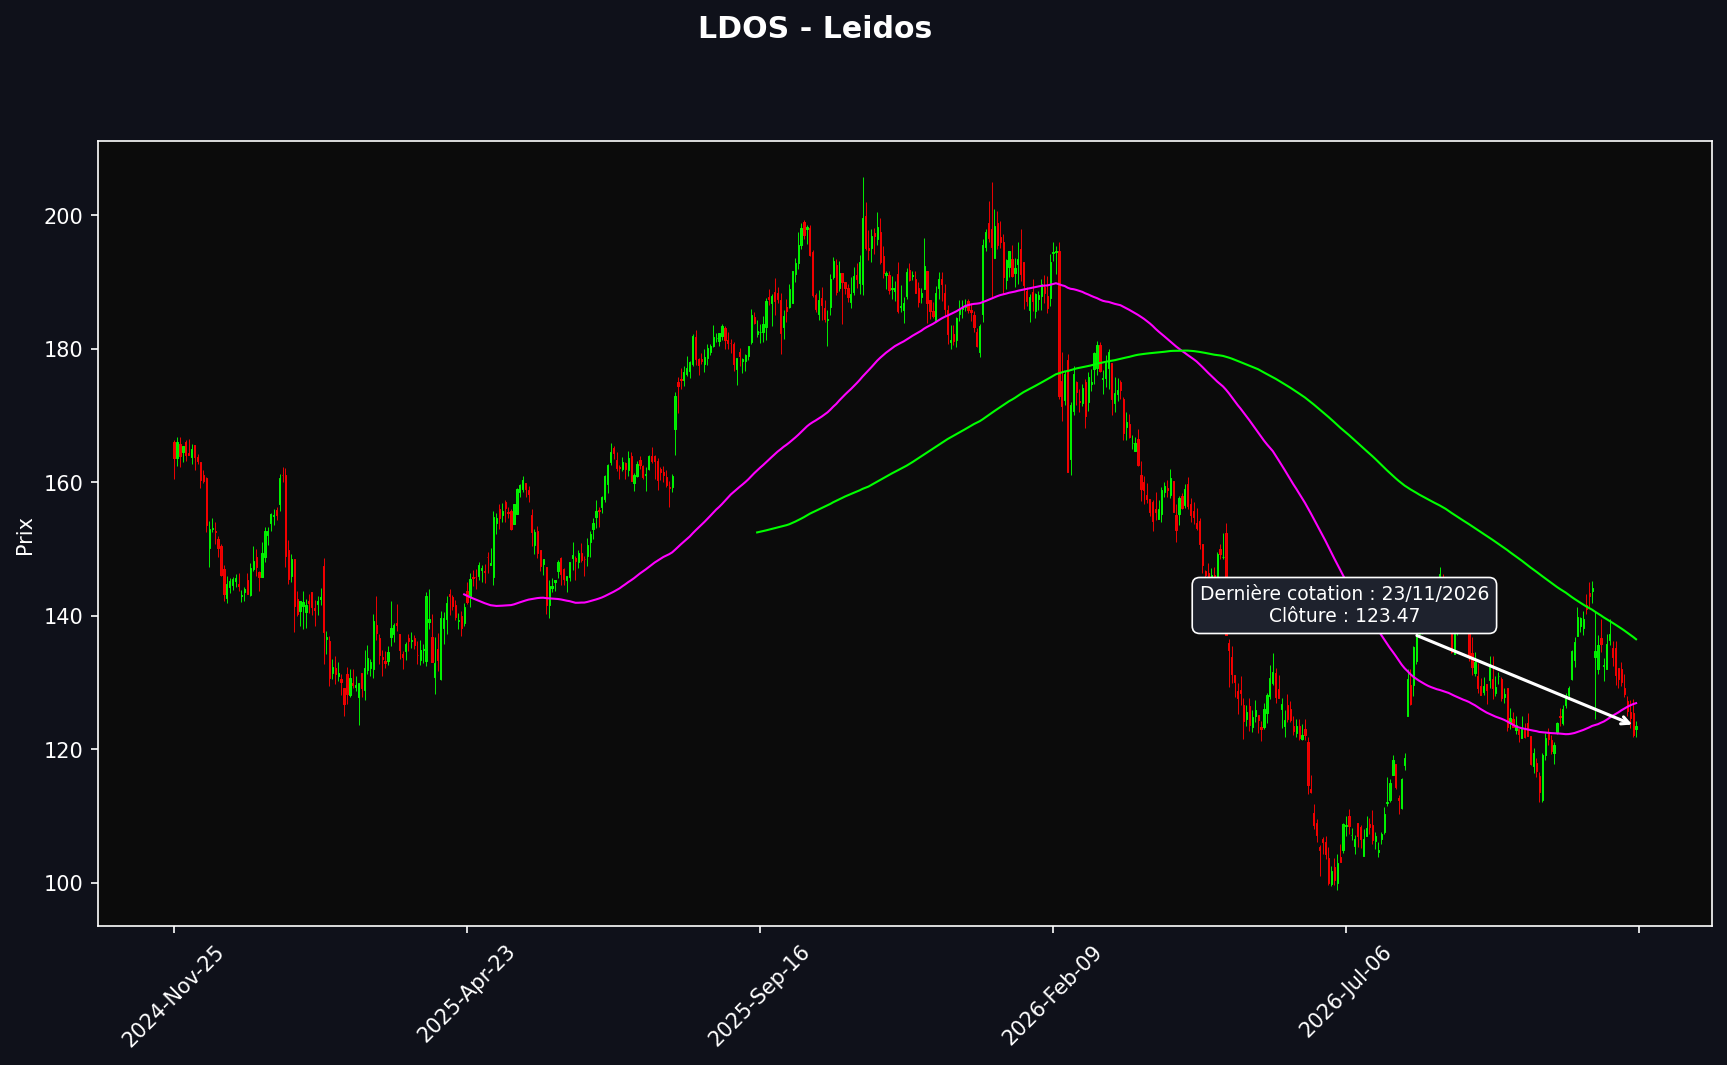 LDOS - Leidos
Prix
200
180
160
140
120
100
Dernière cotation : 23/11/2026
Clôture : 123.47
2024-Nov-25
2025-Apr-23
2025-Sep-16
2026-Feb-09
2026-Jul-06